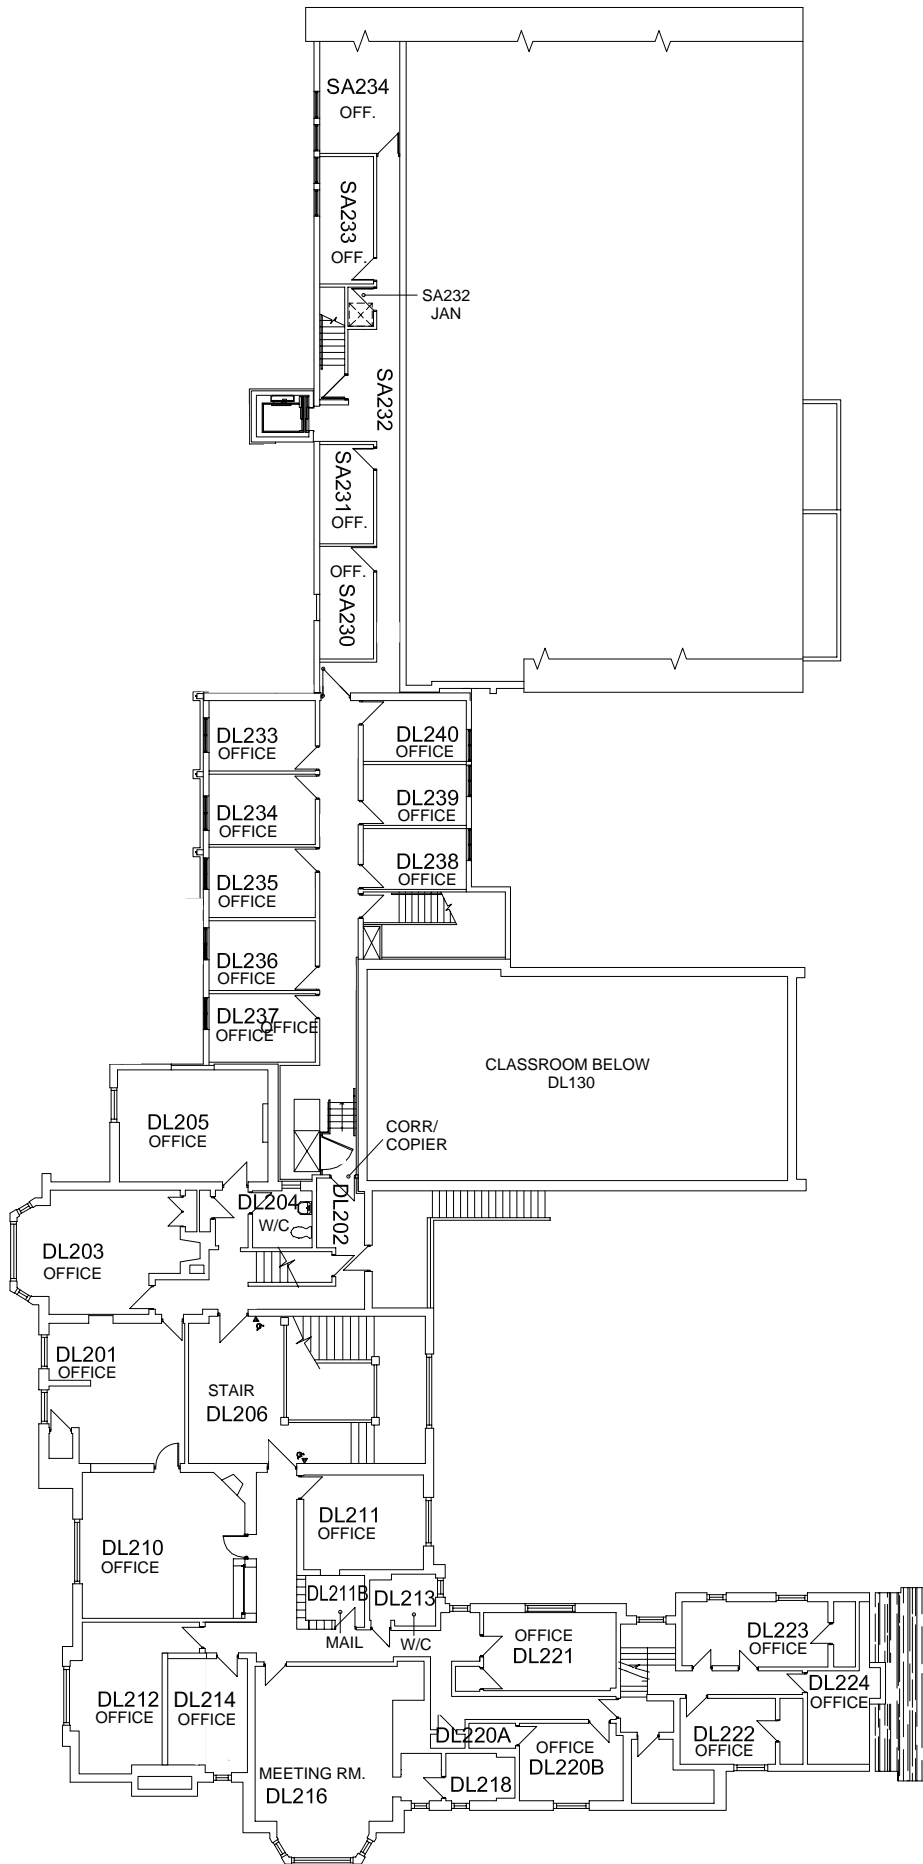 SA234
OFF.
SA233
OFF.
SA232
JAN
SA232
SA231
OFF.
OFF.
SA230
DL233
OFFICE
DL240
OFFICE
DL234
OFFICE
DL239
OFFICE
DL235
OFFICE
DL238
OFFICE
DL236
OFFICE
DL237
OFFICE
OFFICE
CLASSROOM BELOW
DL130
DL205
OFFICE
CORR/
COPIER
DL204
W/C
DL202
DL203
OFFICE
DL201
OFFICE
STAIR
DL206
DL211
OFFICE
DL210
OFFICE
DL211B
MAIL
DL213
W/C
OFFICE
DL221
DL223
OFFICE
DL224
OFFICE
DL212
OFFICE
DL214
OFFICE
DL220A
OFFICE
DL220B
DL222
OFFICE
MEETING RM.
DL216
DL218